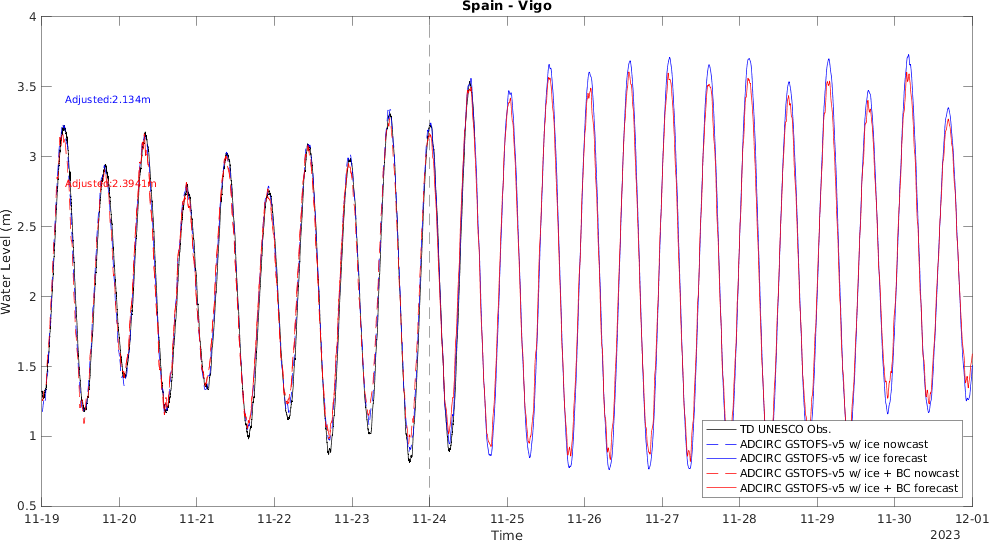 Spain - Vigo
4
3.5
3
2.5
2
1.5
1
0.5
Water Level (m)
Adjusted:2.134m
Adjusted:2.3941m
TD UNESCO Obs.
ADCIRC GSTOFS-v5 w/ ice nowcast
ADCIRC GSTOFS-v5 w/ ice forecast
ADCIRC GSTOFS-v5 w/ ice + BC nowcast
ADCIRC GSTOFS-v5 w/ ice + BC forecast
11-19 11-20 11-21 11-22 11-23 11-24 11-25 11-26 11-27 11-28 11-29 11-30 12-01
Time
2023